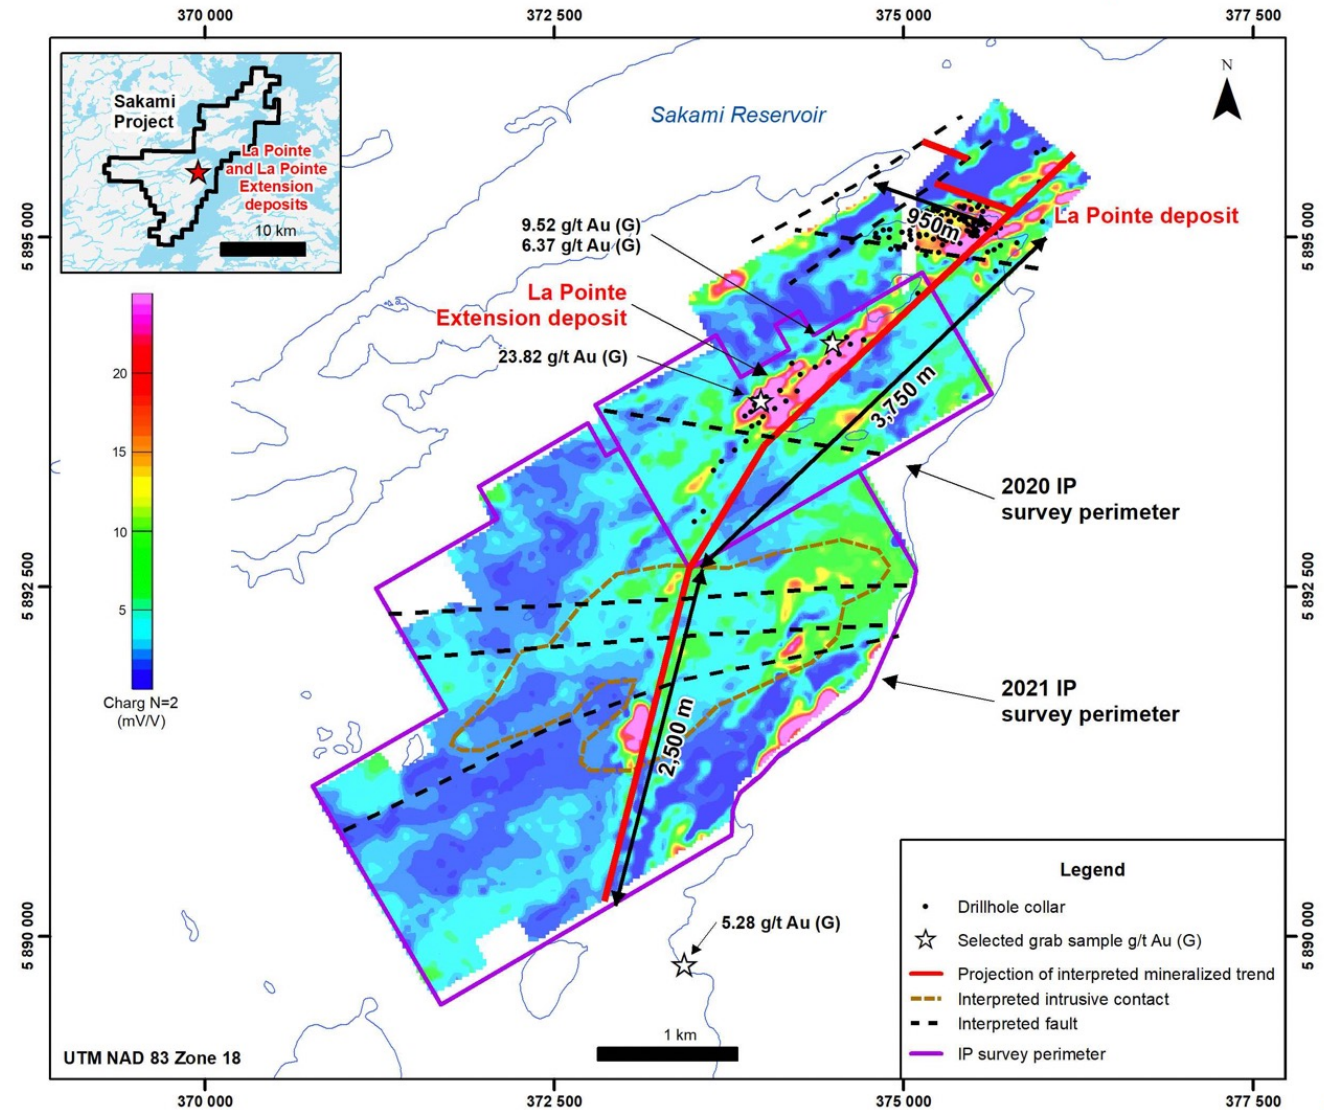 370 000
372 500
375 000
377 500
Sakami
Project
La Pointe
and La Pointe
Extension
deposits
10 km
Sakami Reservoir
N
5 895 000
5 895 000
9.52 g/t Au (G)
6.37 g/t Au (G)
950m
La Pointe deposit
La Pointe
Extension deposit
23.82 g/t Au (G)
3,750 m
20
15
10
5
Charg N=2
(mV/V)
2020 IP
survey perimeter
5 892 500
5 892 500
2021 IP
survey perimeter
2,500 m
5.28 g/t Au (G)
5 890 000
5 890 000
Legend
Drillhole collar
Selected grab sample g/t Au (G)
Projection of interpreted mineralized trend
Interpreted intrusive contact
Interpreted fault
IP survey perimeter
1 km
UTM NAD 83 Zone 18
370 000
372 500
375 000
377 500